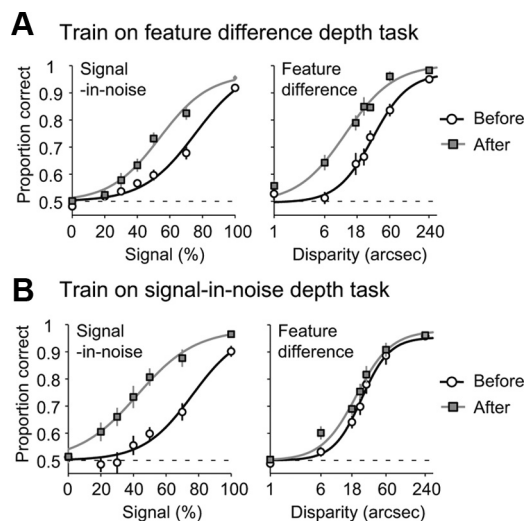 A Train on feature difference depth task
Signal
-in-noise
Feature
difference
Proportion correct
1
0.9
0.8
0.7
0.6
0.5
0 20 40 60 80 100
Signal (%)
1 6 18 60 240
Disparity (arcsec)
Before
After
B Train on signal-in-noise depth task
Signal
-in-noise
Feature
difference
Proportion correct
1
0.9
0.8
0.7
0.6
0.5
0 20 40 60 80 100
Signal (%)
1 6 18 60 240
Disparity (arcsec)
Before
After